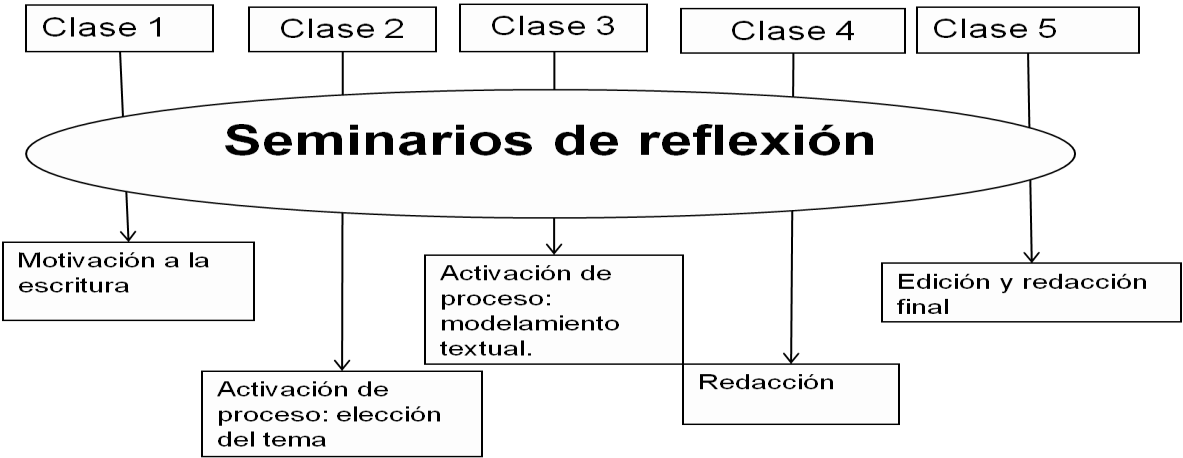 Clase 1
Clase 2
Clase 3
Clase 4
Clase 5
Seminarios de reflexión
Motivación a la
escritura
Activación de
proceso: elección
del tema
Activación de
proceso:
modelamiento
textual.
Redacción
Edición y redacción
final